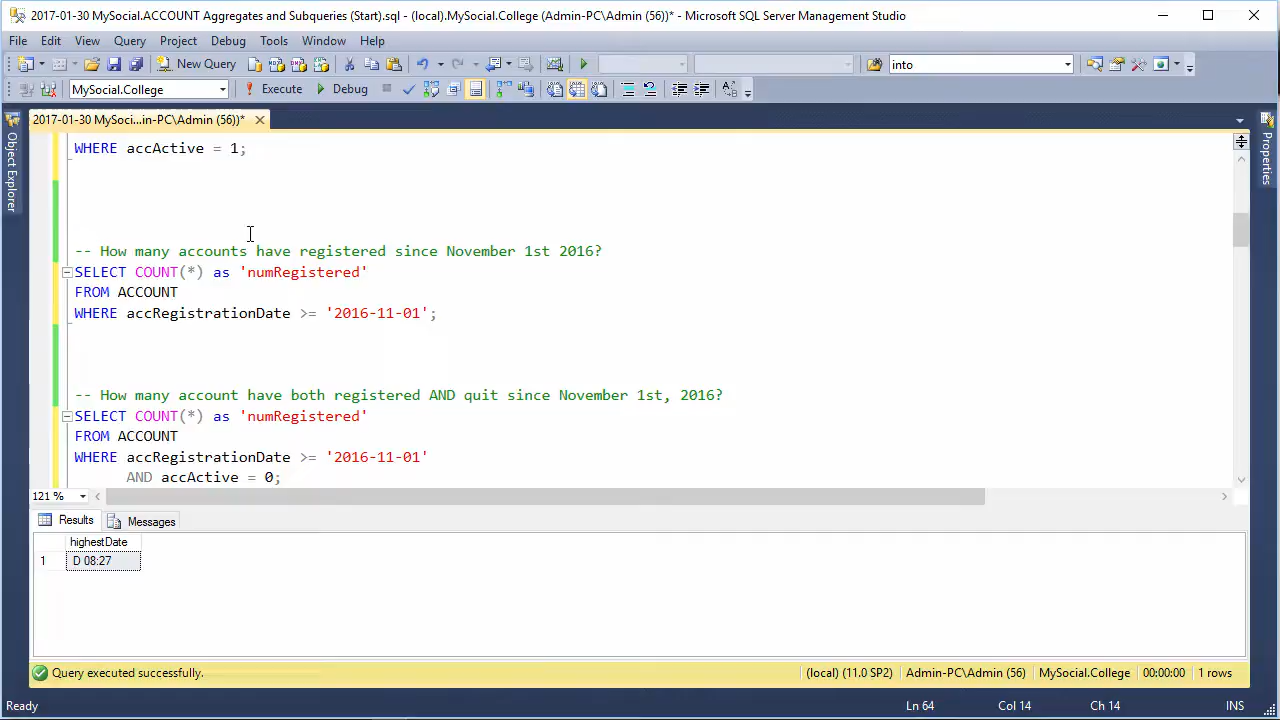 2017-01-30 MySocial.ACCOUNT Aggregates and Subqueries (Start).sql - (local).MySocial.College (Admin-PC\Admin (56))* - Microsoft SQL Server Management Studio
File Edit View Query Project Debug Tools Window Help
New Query into
MySocial.College Execute Debug
2017-01-30 MySoci...in-PC\Admin (56))*
Object Explorer
Properties
WHERE accActive = 1;
-- How many accounts have registered since November 1st 2016?
SELECT COUNT(*) as 'numRegistered'
FROM ACCOUNT
WHERE accRegistrationDate >= '2016-11-01';
-- How many account have both registered AND quit since November 1st, 2016?
SELECT COUNT(*) as 'numRegistered'
FROM ACCOUNT
WHERE accRegistrationDate >= '2016-11-01'
AND accActive = 0;
121 %
Results Messages
highestDate
1 D 08:27
Query executed successfully. (local) (11.0 SP2) Admin-PC\Admin (56) MySocial.College 00:00:00 1 rows
Ready Ln 64 Col 14 Ch 14 INS